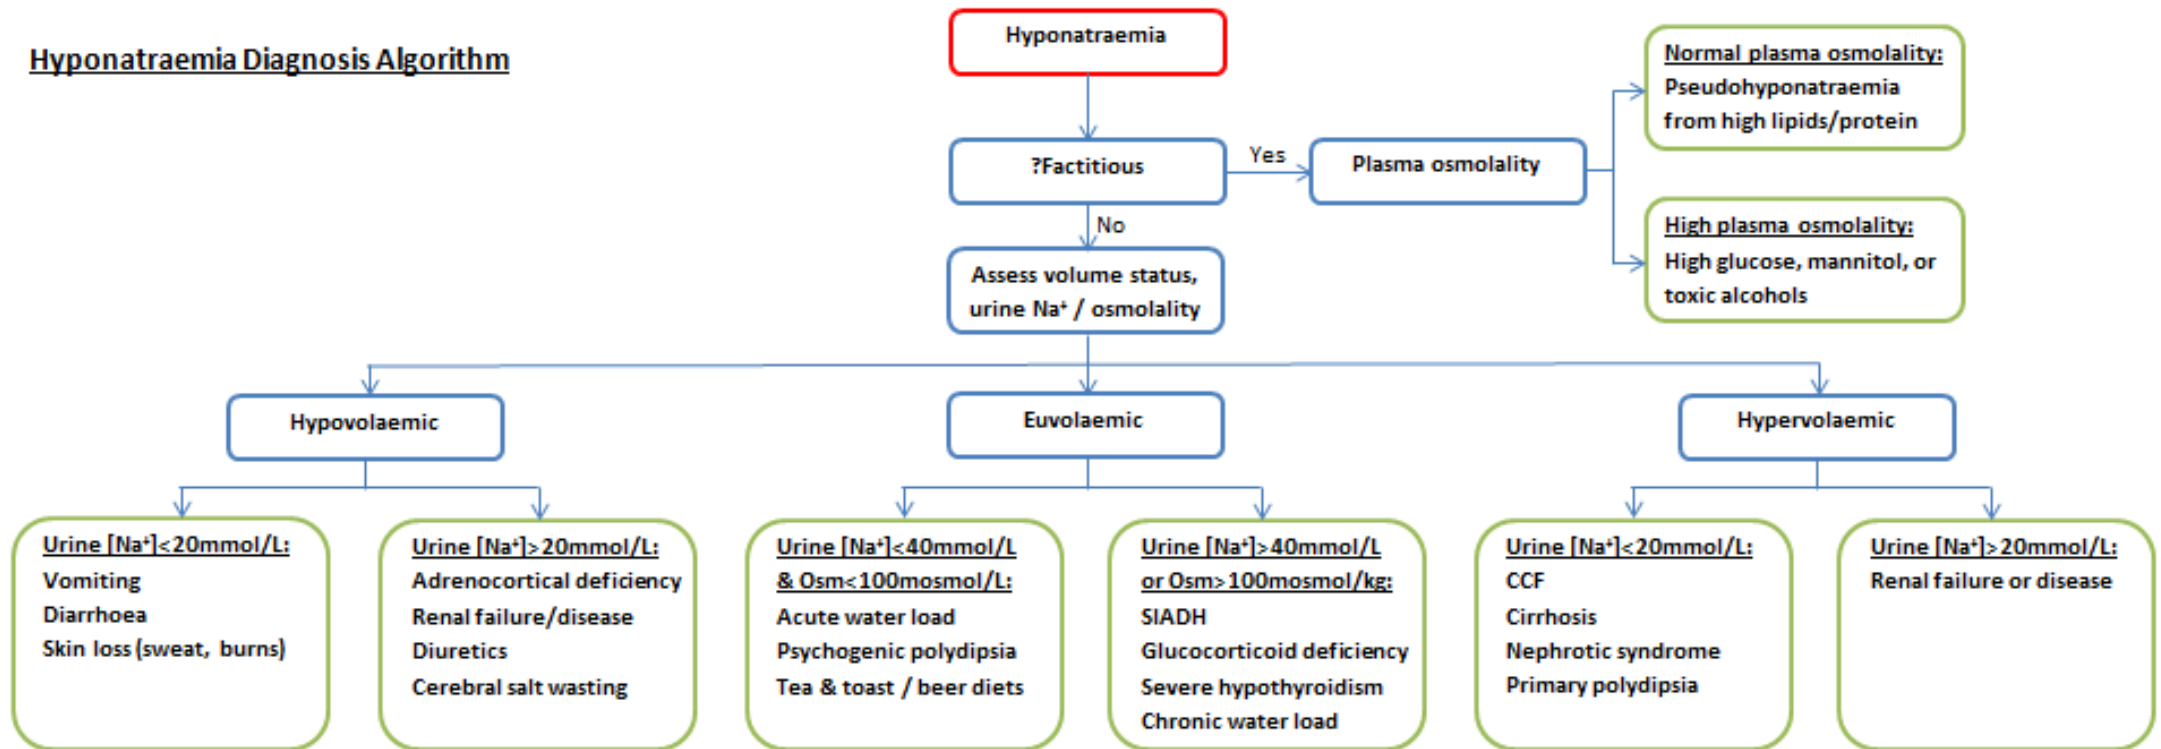 Hyponatraemia Diagnosis Algorithm
Hyponatraemia
?Factitious
Yes
Plasma osmolality
Normal plasma osmolality:
Pseudohyponatraemia
from high lipids/protein
High plasma osmolality:
High glucose, mannitol, or
toxic alcohols
No
Assess volume status,
urine Na⁺ / osmolality
Hypovolaemic
Euvolaemic
Hypervolaemic
Urine [Na⁺]<20mmol/L:
Vomiting
Diarrhoea
Skin loss (sweat, burns)
Urine [Na⁺]>20mmol/L:
Adrenocortical deficiency
Renal failure/disease
Diuretics
Cerebral salt wasting
Urine [Na⁺]<40mmol/L
& Osm<100mosmol/L:
Acute water load
Psychogenic polydipsia
Tea & toast / beer diets
Urine [Na⁺]>40mmol/L
or Osm>100mosmol/kg:
SIADH
Glucocorticoid deficiency
Severe hypothyroidism
Chronic water load
Urine [Na⁺]<20mmol/L:
CCF
Cirrhosis
Nephrotic syndrome
Primary polydipsia
Urine [Na⁺]>20mmol/L:
Renal failure or disease